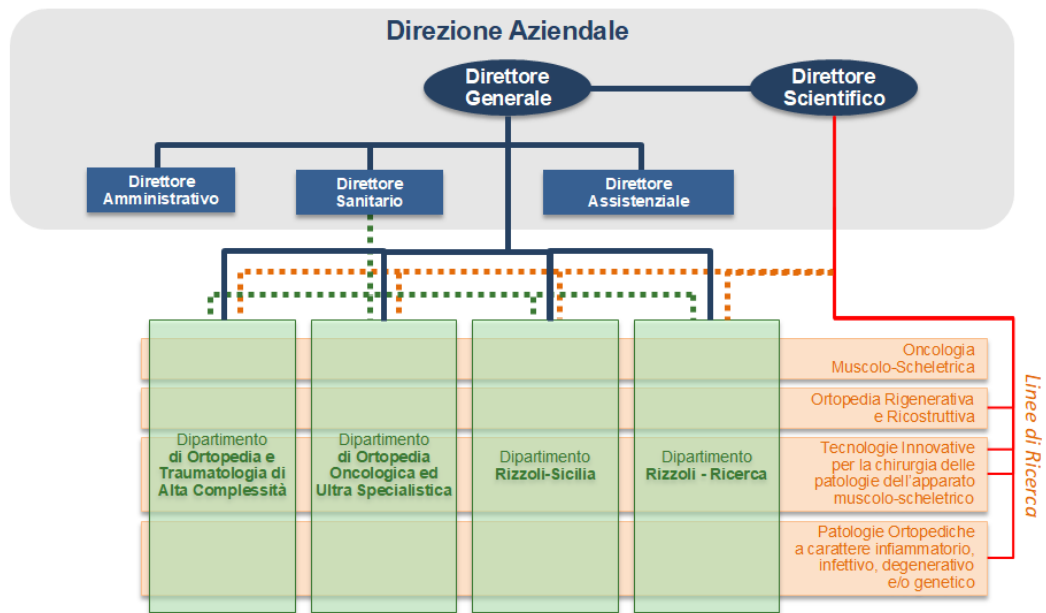 Direzione Aziendale
Direttore
Generale
Direttore
Scientifico
Direttore
Amministrativo
Direttore
Sanitario
Direttore
Assistenziale
Oncologia
Muscolo-Scheletrica
Ortopedia Rigenerativa
e Ricostruttiva
Tecnologie Innovative
per la chirurgia delle
patologie dell'apparato
muscolo-scheletrico
Patologie Ortopediche
a carattere infiammatorio,
infettivo, degenerativo
e/o genetico
Linee di Ricerca
Dipartimento
di Ortopedia e
Traumatologia di
Alta Complessità
Dipartimento
di Ortopedia
Oncologica ed
Ultra Specialistica
Dipartimento
Rizzoli-Sicilia
Dipartimento
Rizzoli - Ricerca